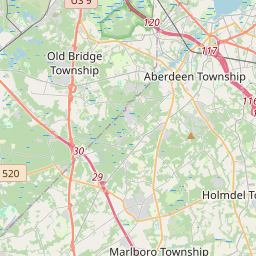 US 9
120
117
Old Bridge
Township
Aberdeen Township
116
30
520
29
Holmdel To
Marlboro Township